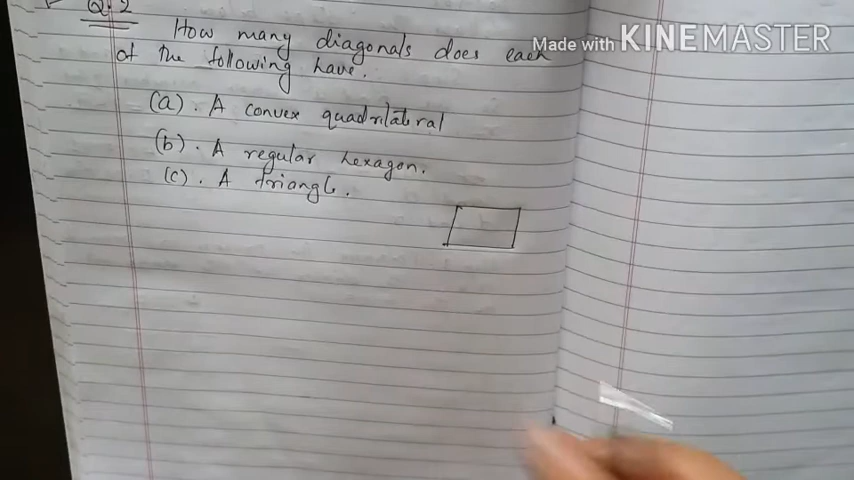 Q. 2
How many diagonals does each
of the following have.
(a). A convex quadrilateral
(b). A regular hexagon.
(c). A triangle.
Made with KINEMASTER